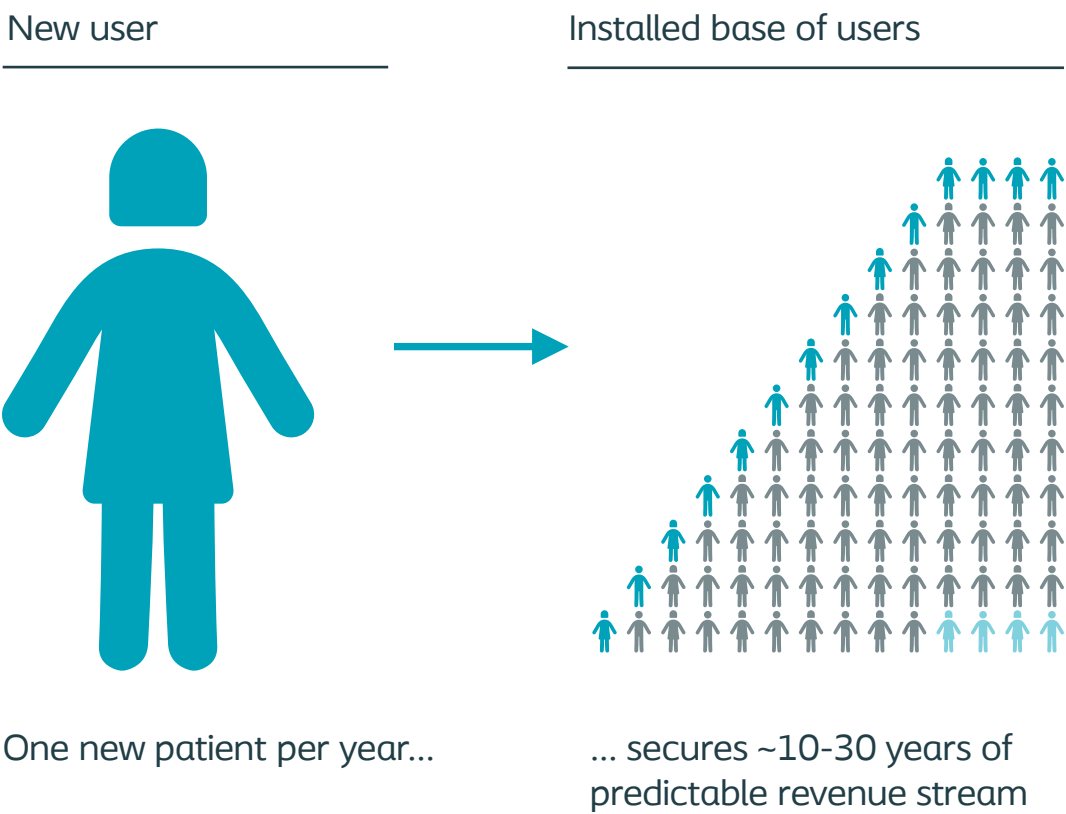 New user
Installed base of users
One new patient per year...
... secures ~10-30 years of
predictable revenue stream